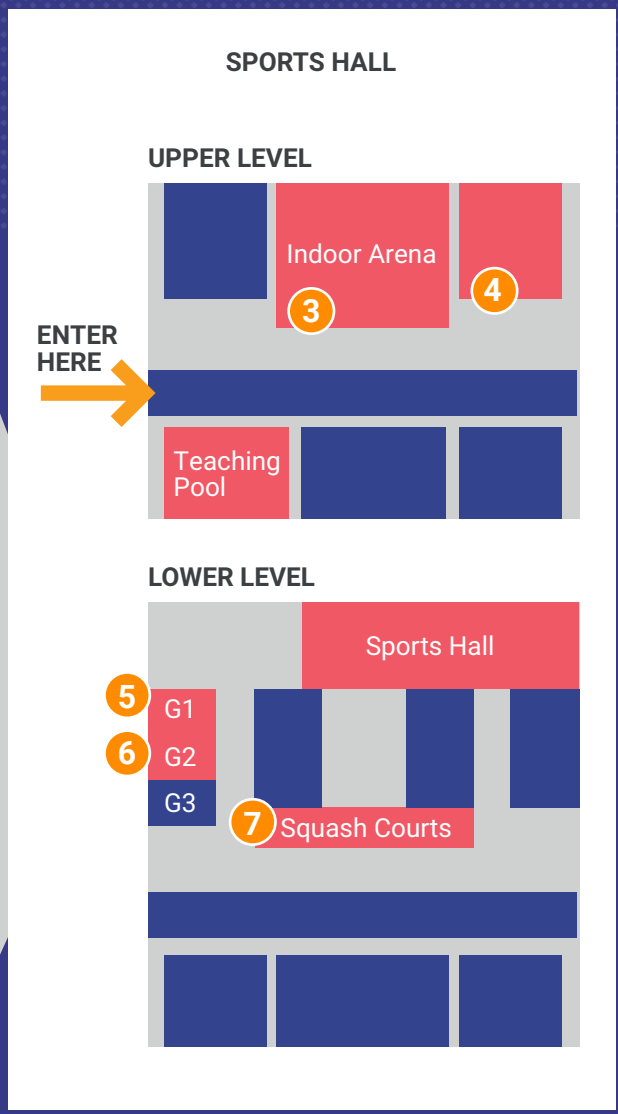 SPORTS HALL
UPPER LEVEL
Indoor Arena
3
4
ENTER
HERE
Teaching
Pool
LOWER LEVEL
Sports Hall
5
G1
6
G2
G3
7
Squash Courts